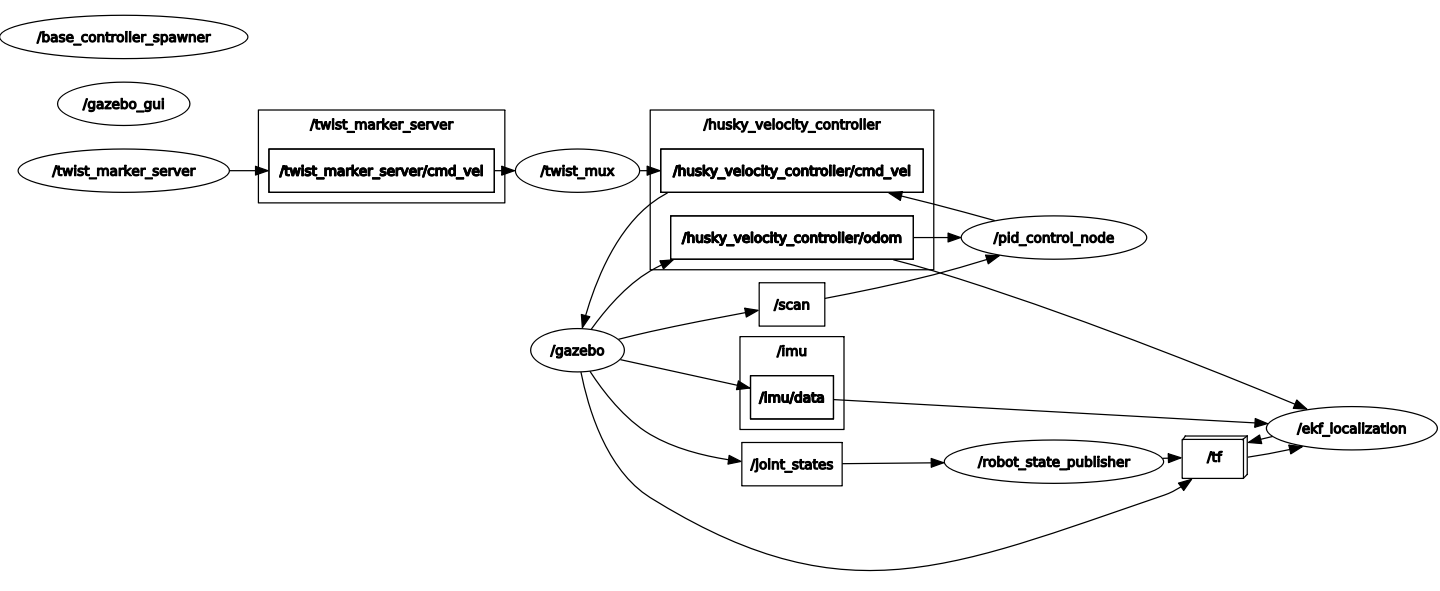 /base_controller_spawner
/gazebo_gui
/twist_marker_server
/husky_velocity_controller
/twist_marker_server
/twist_marker_server/cmd_vel
/twist_mux
/husky_velocity_controller/cmd_vel
/husky_velocity_controller/odom
/pid_control_node
/scan
/gazebo
/imu
/imu/data
/ekf_localization
/joint_states
/robot_state_publisher
/tf